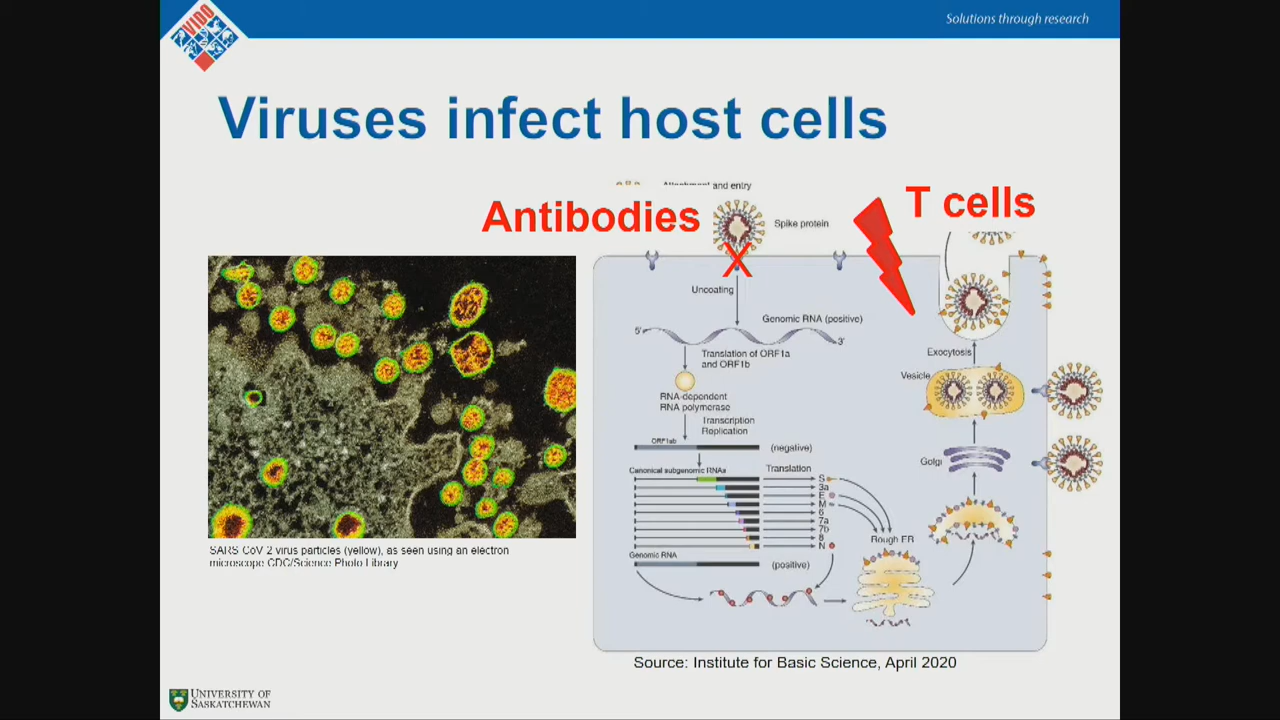 VIDO
Solutions through research
Viruses infect host cells
Attachment and entry
Antibodies
T cells
Spike protein
X
Uncoating
Genomic RNA (positive)
5'
3'
Translation of ORF1a
and ORF1b
RNA-dependent
RNA polymerase
Transcription
Replication
ORF1ab
(negative)
Canonical subgenomic RNAs
Translation
S
3a
E
M
6
7a
7b
8
N
Genomic RNA
(positive)
Exocytosis
Vesicle
Golgi
Rough ER
SARS CoV 2 virus particles (yellow), as seen using an electron
microscope CDC/Science Photo Library
Source: Institute for Basic Science, April 2020
UNIVERSITY OF
SASKATCHEWAN